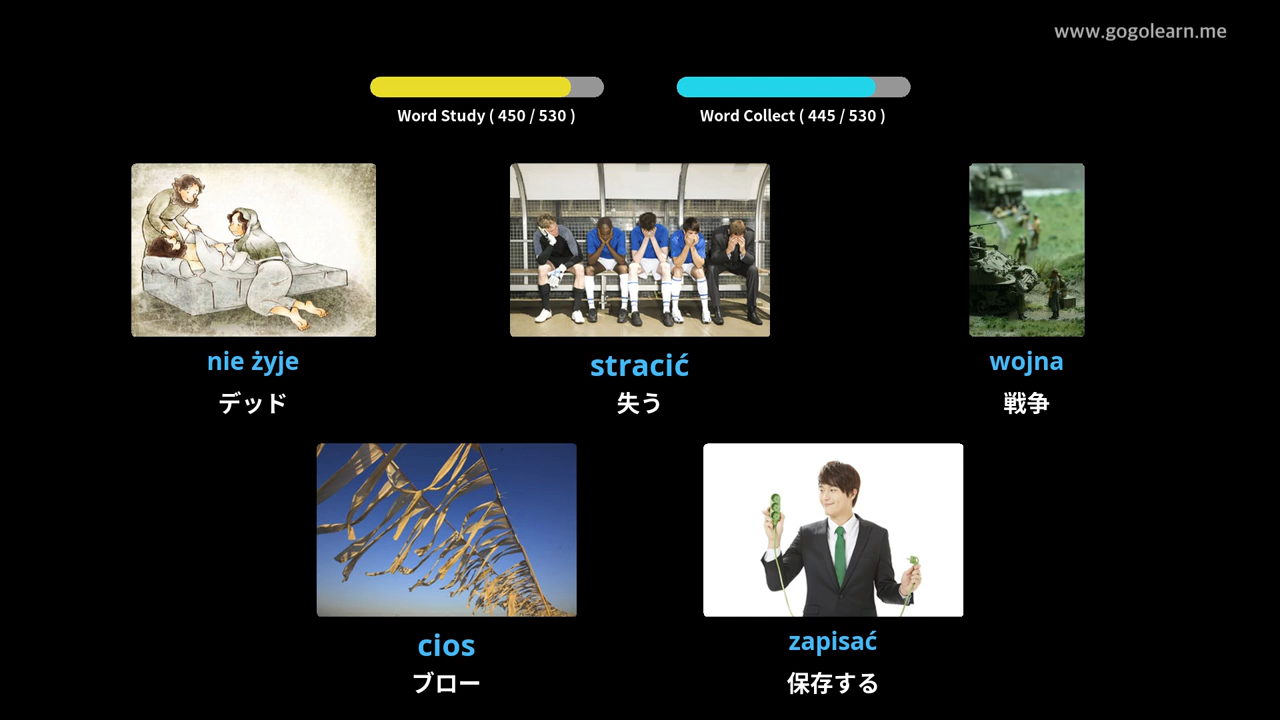 www.gogolearn.me
Word Study ( 450 / 530 )
Word Collect ( 445 / 530 )
nie żyje
デッド
stracić
失う
wojna
戦争
cios
ブロー
zapisać
保存する